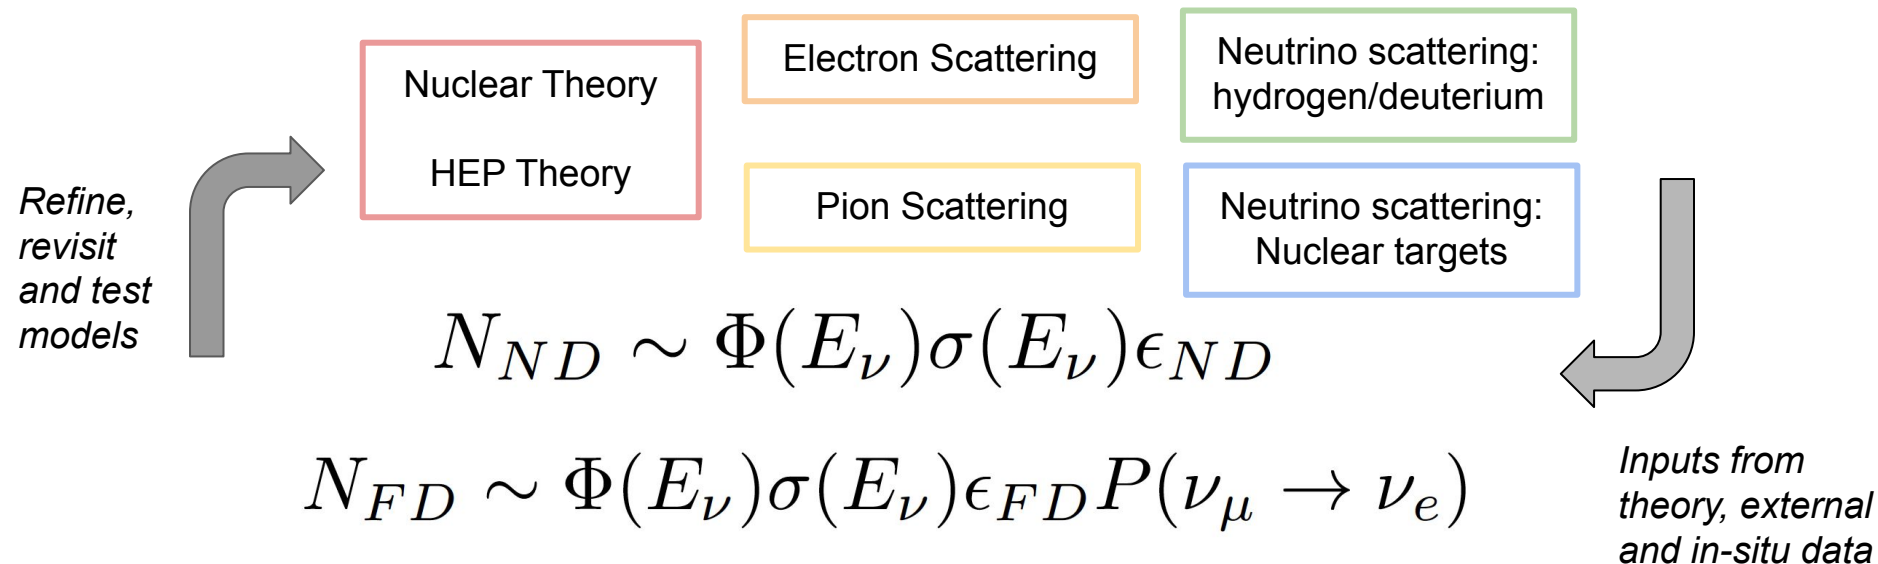 Nuclear Theory
HEP Theory
Electron Scattering
Pion Scattering
Neutrino scattering:
hydrogen/deuterium
Neutrino scattering:
Nuclear targets
Refine,
revisit
and test
models
N_{ND} ∼ Φ(E_ν)σ(E_ν)ϵ_{ND}
N_{FD} ∼ Φ(E_ν)σ(E_ν)ϵ_{FD}P(ν_μ → ν_e)
Inputs from
theory, external
and in-situ data